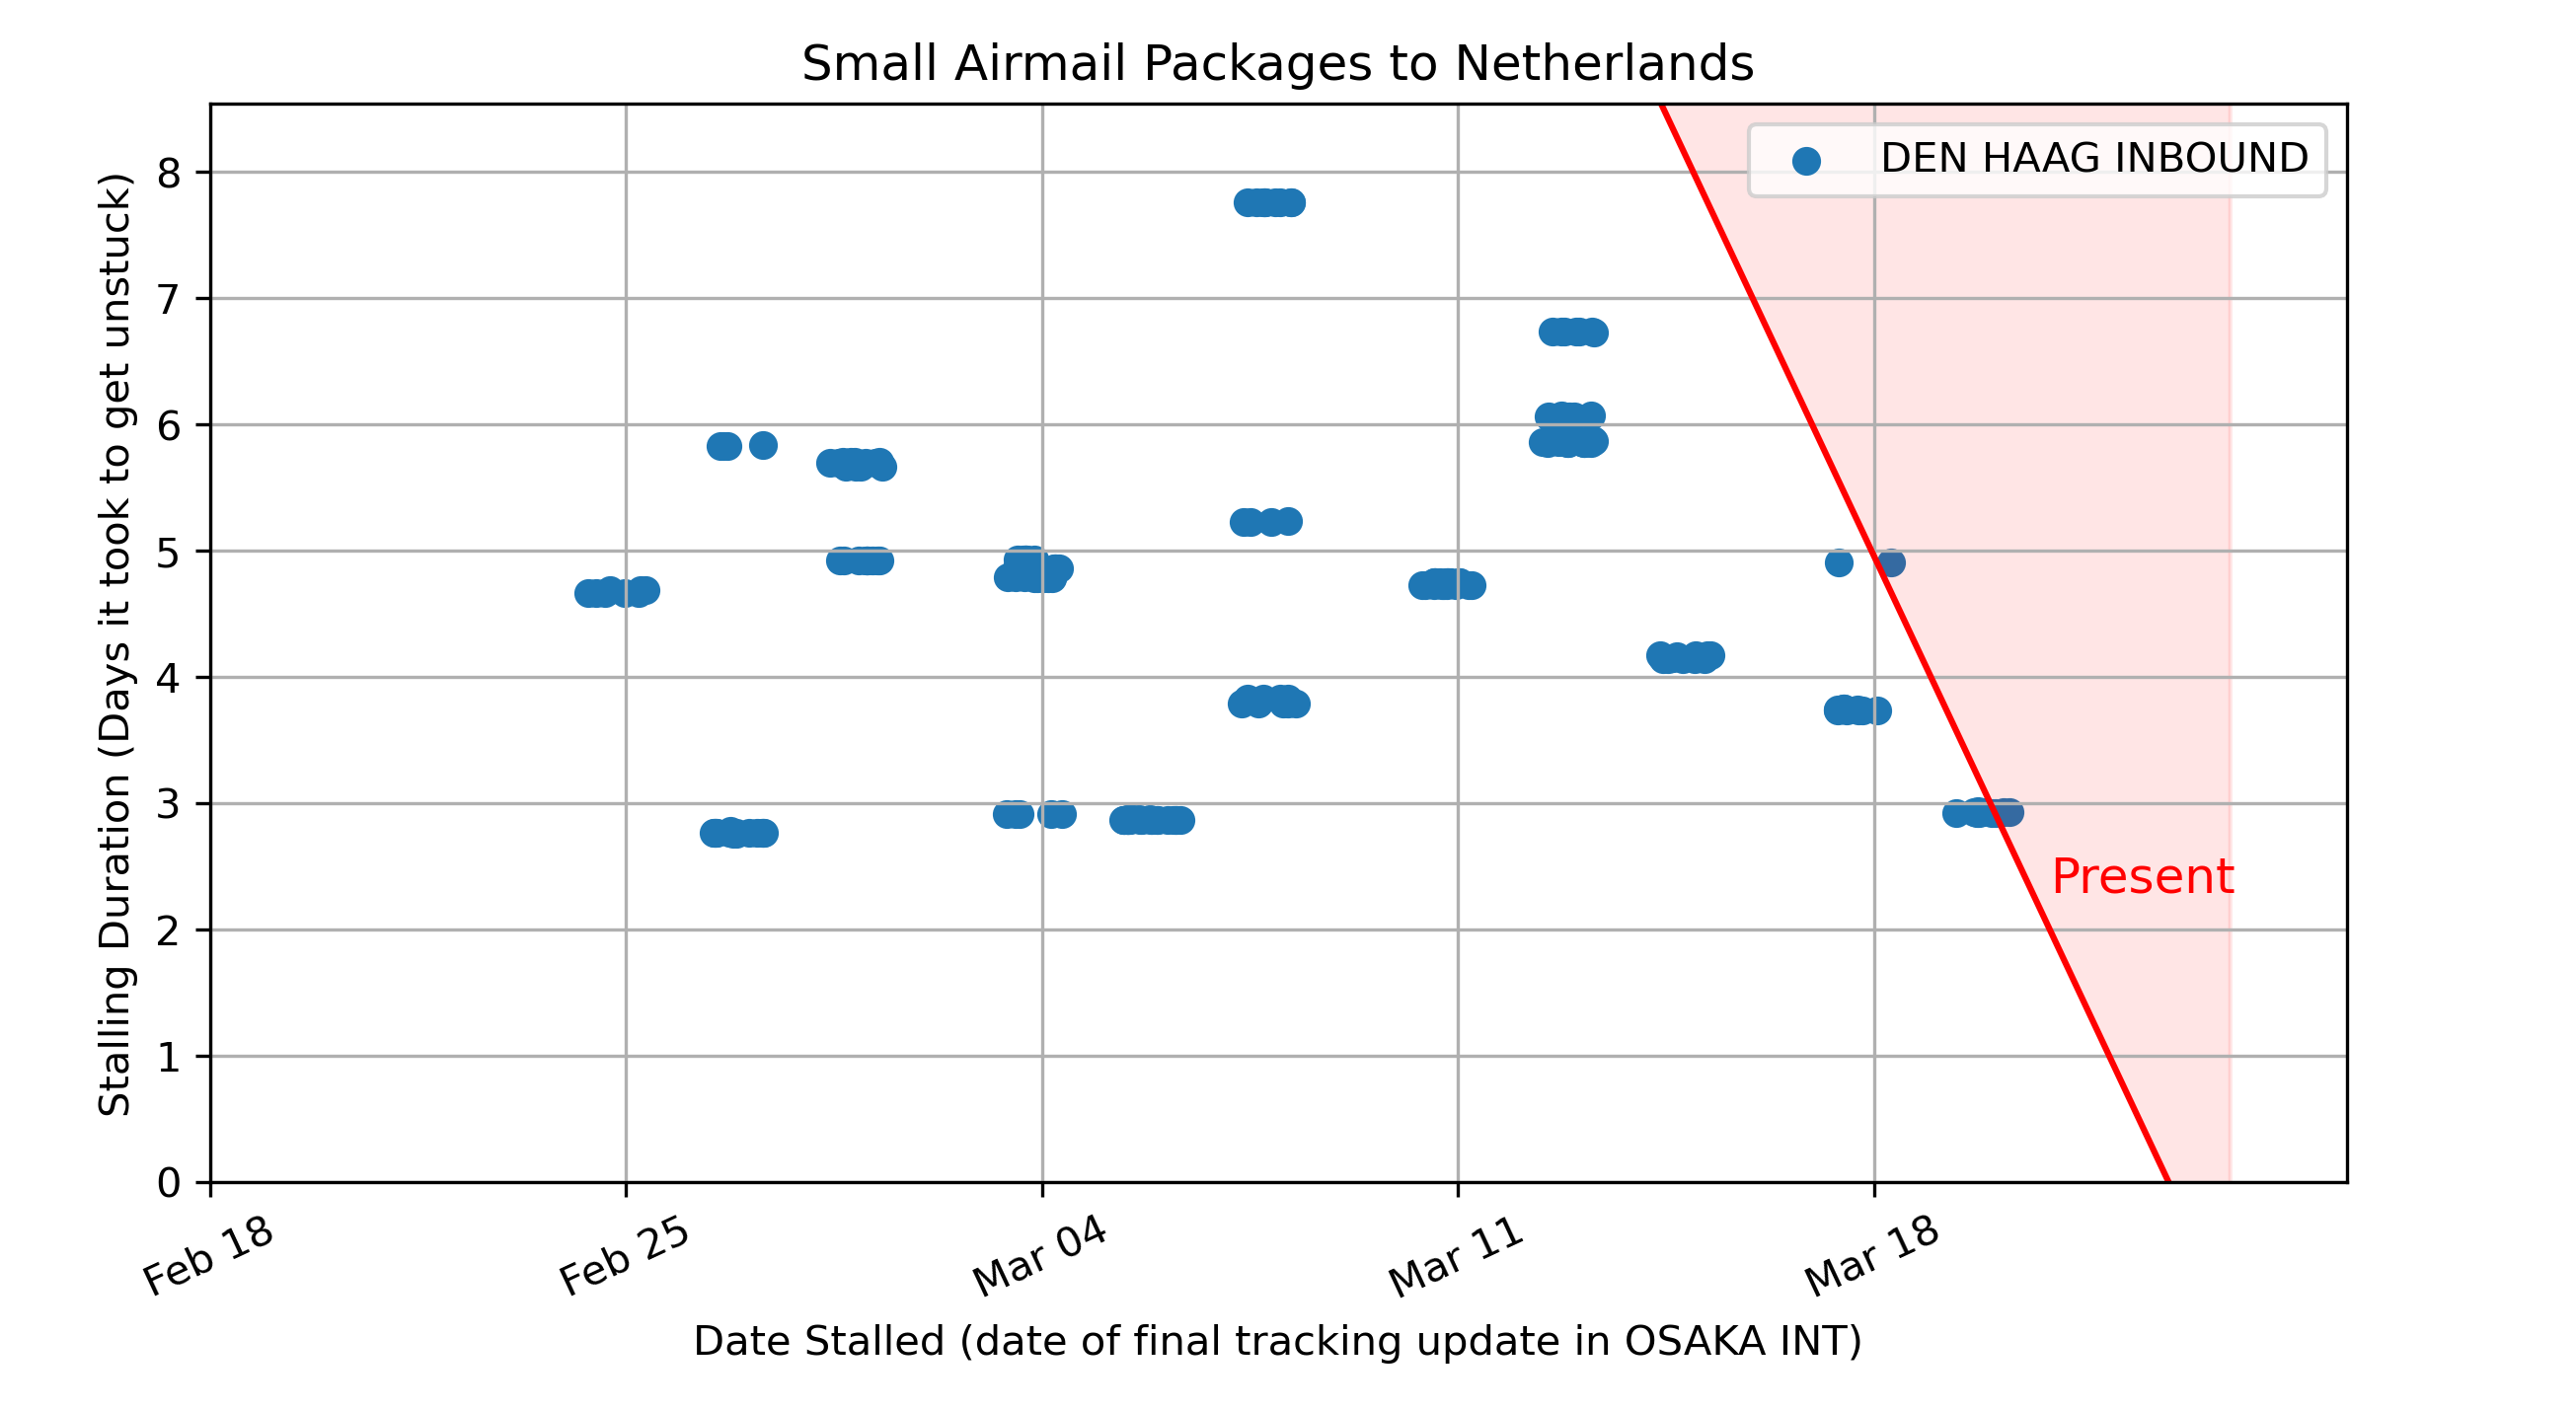 Small Airmail Packages to Netherlands
Stalling Duration (Days it took to get unstuck)
8
7
6
5
4
3
2
1
0
DEN HAAG INBOUND
Present
Feb 18
Feb 25
Mar 04
Mar 11
Mar 18
Date Stalled (date of final tracking update in OSAKA INT)